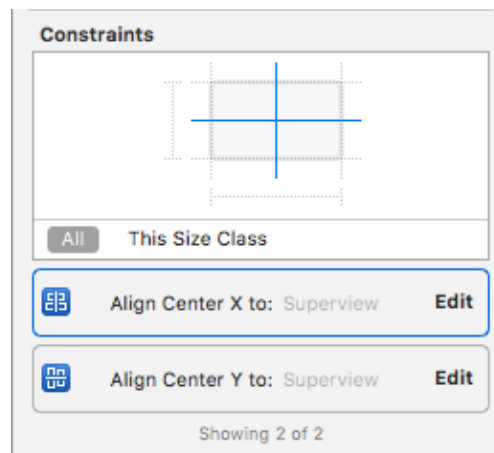 Constraints
All This Size Class
Align Center X to: Superview Edit
Align Center Y to: Superview Edit
Showing 2 of 2